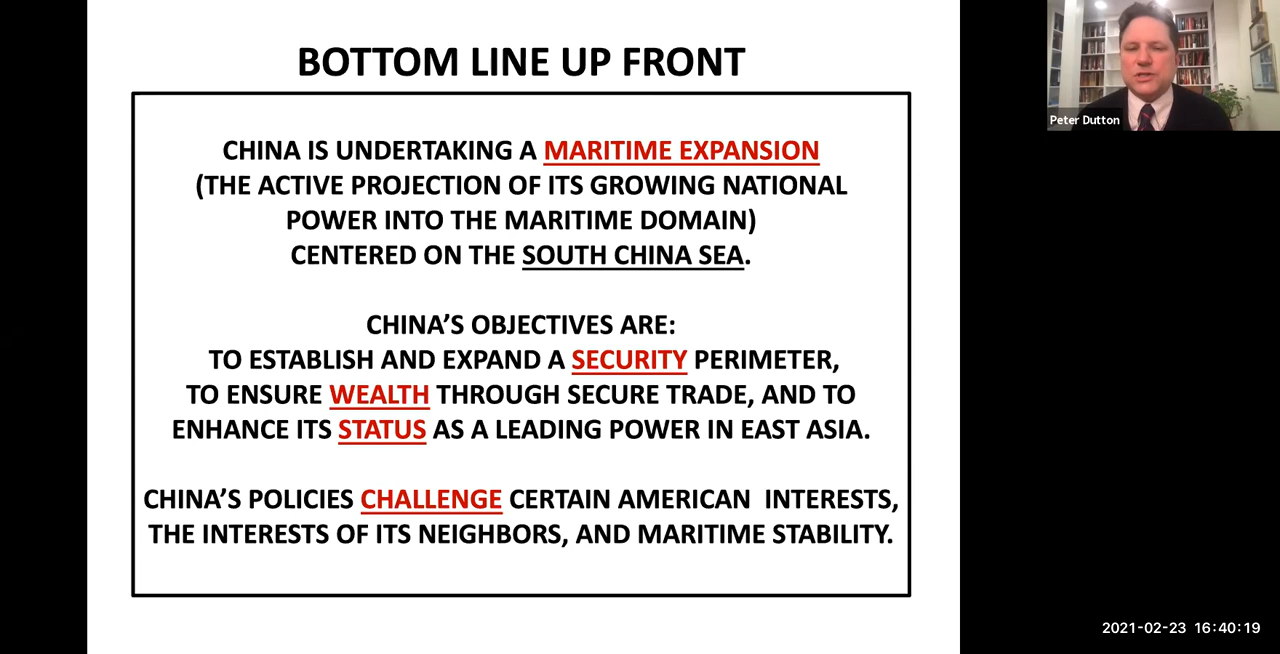 BOTTOM LINE UP FRONT
CHINA IS UNDERTAKING A MARITIME EXPANSION
(THE ACTIVE PROJECTION OF ITS GROWING NATIONAL
POWER INTO THE MARITIME DOMAIN)
CENTERED ON THE SOUTH CHINA SEA.
CHINA’S OBJECTIVES ARE:
TO ESTABLISH AND EXPAND A SECURITY PERIMETER,
TO ENSURE WEALTH THROUGH SECURE TRADE, AND TO
ENHANCE ITS STATUS AS A LEADING POWER IN EAST ASIA.
CHINA’S POLICIES CHALLENGE CERTAIN AMERICAN  INTERESTS,
THE INTERESTS OF ITS NEIGHBORS, AND MARITIME STABILITY.
Peter Dutton
2021-02-23 16:40:19